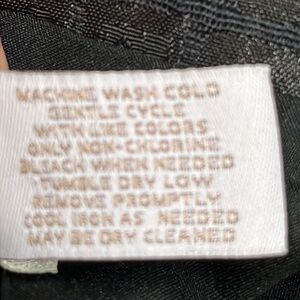 MACHINE WASH COLD
GENTLE CYCLE
WITH LIKE COLORS
ONLY NON-CHLORINE
BLEACH WHEN NEEDED
TUMBLE DRY LOW
REMOVE PROMPTLY
COOL IRON AS NEEDED
MAY BE DRY CLEANED